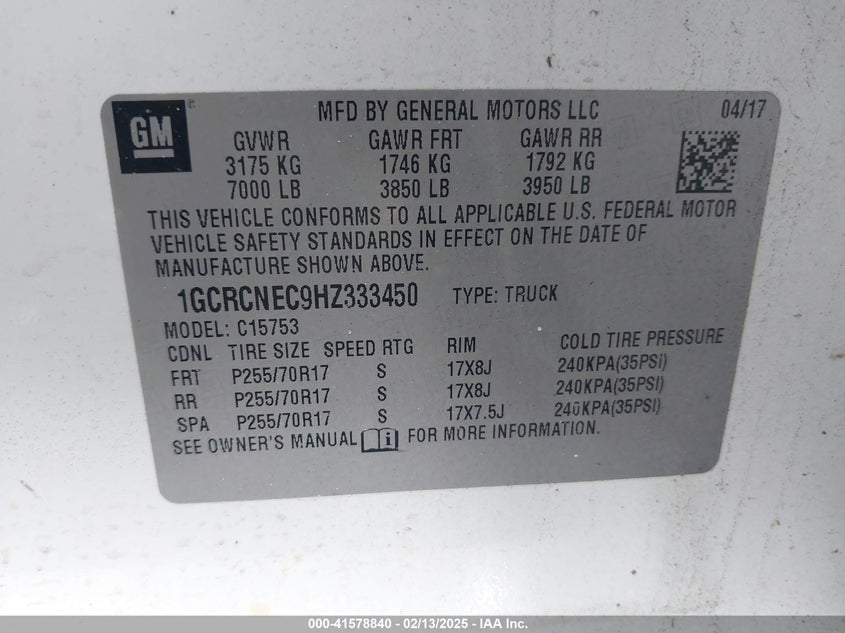 GM
MFD BY GENERAL MOTORS LLC 04/17
GVWR GAWR FRT GAWR RR
3175 KG 1746 KG 1792 KG
7000 LB 3850 LB 3950 LB
THIS VEHICLE CONFORMS TO ALL APPLICABLE U.S. FEDERAL MOTOR
VEHICLE SAFETY STANDARDS IN EFFECT ON THE DATE OF
MANUFACTURE SHOWN ABOVE.
1GCRCNEC9HZ333450 TYPE: TRUCK
MODEL: C15753
CDNL TIRE SIZE SPEED RTG RIM COLD TIRE PRESSURE
FRT P255/70R17 S 17X8J 240KPA(35PSI)
RR P255/70R17 S 17X8J 240KPA(35PSI)
SPA P255/70R17 S 17X7.5J 240KPA(35PSI)
SEE OWNER'S MANUAL FOR MORE INFORMATION.
000-41578840 - 02/13/2025 - IAA Inc.